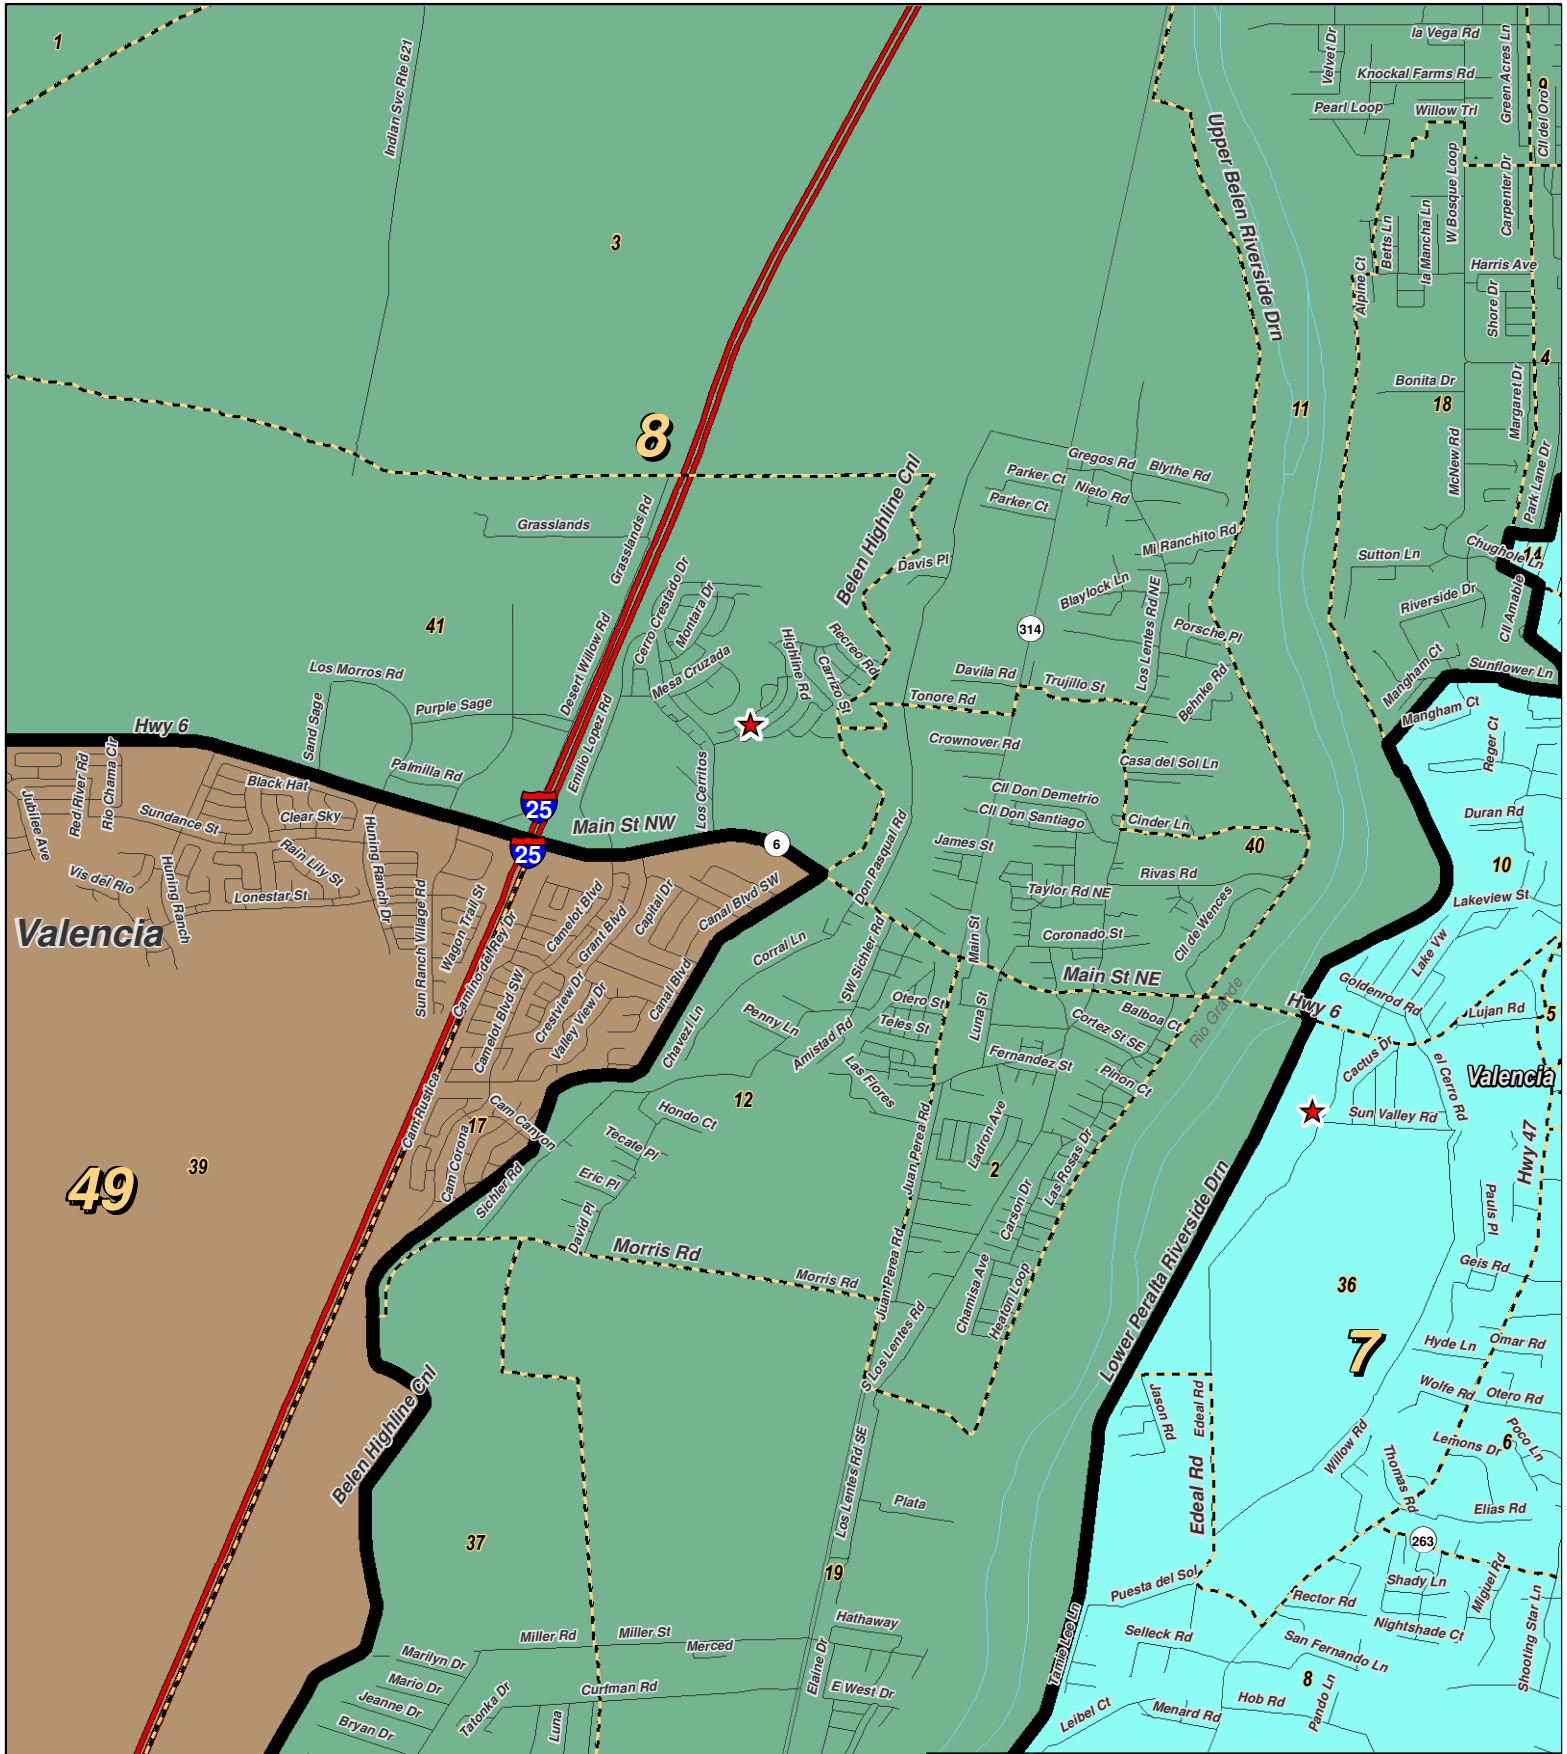 1
Indian Svc Rte 621
3
8
Upper Belen Riverside Drn
Velvet Dr
la Vega Rd
Knockal Farms Rd
Green Acres Ln
9
Pearl Loop
Willow Trl
Cll del Oro
W Bosque Loop
Carpenter Dr
Betts Ln
la Mancha Ln
Alpine Ct
Harris Ave
Shore Dr
4
Bonita Dr
18
11
Margaret Dr
McNew Rd
Park Lane Dr
Belen Highline Cnl
Gregos Rd
Blythe Rd
Parker Ct
Nieto Rd
Parker Ct
Grasslands
Grasslands Rd
Mi Ranchito Rd
Sutton Ln
Chughole Ln
14
Davis Pl
Cerro Crestado Dr
Montara Dr
Blaylock Ln
Los Lentes Rd NE
Riverside Dr
Cll Amable
41
Desert Willow Rd
314
Porsche Pl
Recreo Rd
Highline Rd
Carrizo St
Mesa Cruzada
Los Morros Rd
Davila Rd
Trujillo St
Behnke Rd
Mangham Ct
Sunflower Ln
Sand Sage
Purple Sage
Emilio Lopez Rd
Tonore Rd
Mangham Ct
Hwy 6
Crownover Rd
Reger Ct
Red River Rd
Rio Chama Cir
Palmilla Rd
Los Cerritos
Casa del Sol Ln
Black Hat
Jubilee Ave
Sundance St
Clear Sky
25
Main St NW
Cll Don Demetrio
Cll Don Santiago
Cinder Ln
Duran Rd
25
6
Don Pasqual Rd
James St
40
10
Huning Ranch Dr
Rain Lily St
Vis del Rio
Huning Ranch
Lonestar St
Rivas Rd
Taylor Rd NE
Lakeview St
Valencia
Sun Ranch Village Rd
Wagon Trail St
Camino del Rey Dr
Camelot Blvd
Grant Blvd
Capital Dr
Canal Blvd SW
Corral Ln
SW Sichler Rd
Main St
Coronado St
Cll de Wences
Lake Vw
Main St NE
Goldenrod Rd
Hwy 6
Lujan Rd
5
Camelot Blvd SW
Crestview Dr
Valley View Dr
Canal Blvd
Chavezl Ln
Penny Ln
Amistad Rd
Otero St
Teles St
Luna St
Balboa Ct
Cortez St SE
Rio Grande
Cactus Dr
el Cerro Rd
Valencia
Las Flores
Fernandez St
Pinon Ct
Cam Rustica
Cam Canyon
17
Cam Corona
12
Hondo Ct
Juan Perea Rd
Ladron Ave
Sun Valley Rd
Hwy 47
Tecate Pl
Eric Pl
2
Las Rosas Dr
39
49
Sichler Rd
David Pl
Carson Dr
Lower Peralta Riverside Drn
Pauls Pl
Morris Rd
Morris Rd
Juan Perea Rd
Chamisa Ave
Heaton Loop
Geis Rd
36
S Los Lentes Rd
7
Hyde Ln
Omar Rd
Belen Highline Cnl
Jason Rd
Edeal Rd
Wolfe Rd
Otero Rd
Poco Ln
6
Lemons Dr
Willow Rd
Thomas Rd
Los Lentes Rd SE
Plata
Edeal Rd
Elias Rd
37
263
19
Puesta del Sol
Shady Ln
Miguel Rd
Rector Rd
Shooting Star Ln
Hathaway
Nightshade Ct
Miller Rd
Miller St
Merced
Tamie Lee Ln
Selleck Rd
San Fernando Ln
Marilyn Dr
Elaine Dr
Mario Dr
Curfman Rd
E West Dr
8
Pando Ln
Jeanne Dr
Tatonka Dr
Luna
Hob Rd
Bryan Dr
Leibel Ct
Menard Rd